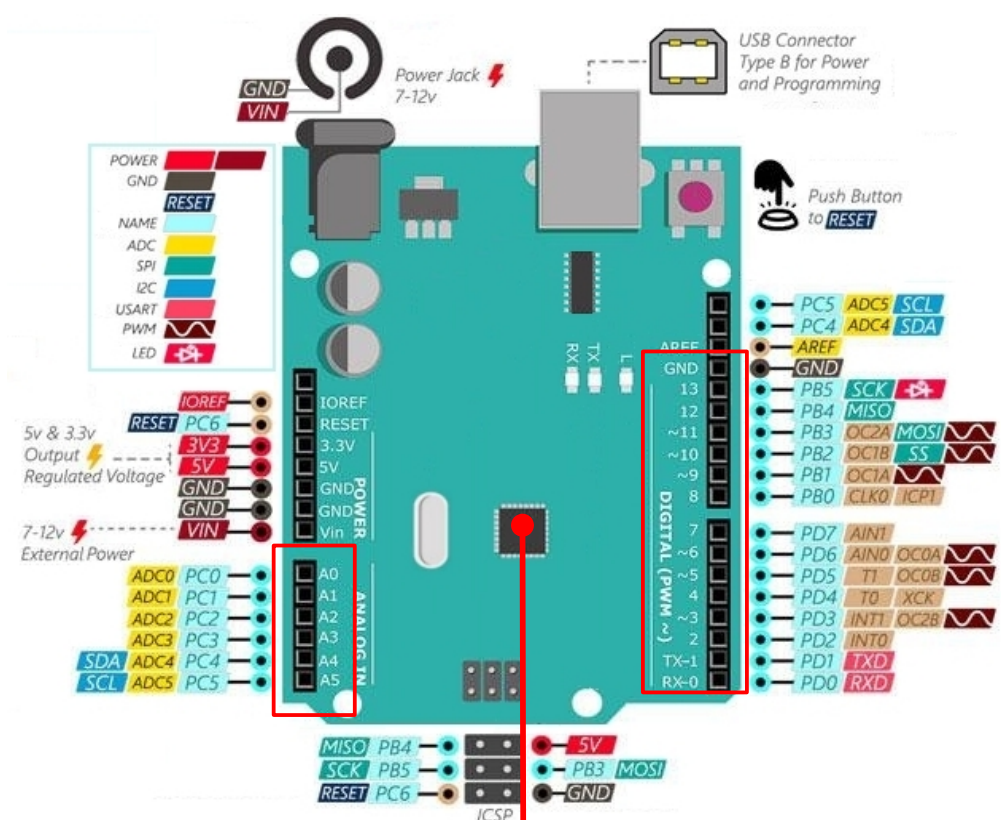 USB Connector
Type B for Power
and Programming
Power Jack
7-12v
GND
VIN
POWER
GND
RESET
NAME
ADC
SPI
I2C
USART
PWM
LED
Push Button
to RESET
RX
TX
L
IOREF
RESET PC6
3V3
5V
GND
GND
VIN
5v & 3.3v
Output
Regulated Voltage
7-12v
External Power
IOREF
RESET
3.3V
5V
GND
GND
Vin
POWER
ADC0 PC0
ADC1 PC1
ADC2 PC2
ADC3 PC3
SDA ADC4 PC4
SCL ADC5 PC5
A0
A1
A2
A3
A4
A5
ANALOG IN
AREF
GND
13
12
~11
~10
~9
8
7
~6
~5
4
~3
2
TX-1
RX-0
DIGITAL (PWM ~)
PC5 ADC5 SCL
PC4 ADC4 SDA
AREF
GND
PB5 SCK
PB4 MISO
PB3 OC2A MOSI
PB2 OC1B SS
PB1 OC1A
PB0 CLK0 ICP1
PD7 AIN1
PD6 AIN0 OC0A
PD5 T1 OC0B
PD4 T0 XCK
PD3 INT1 OC2B
PD2 INT0
PD1 TXD
PD0 RXD
MISO PB4
SCK PB5
RESET PC6
5V
PB3 MOSI
GND
ICSP